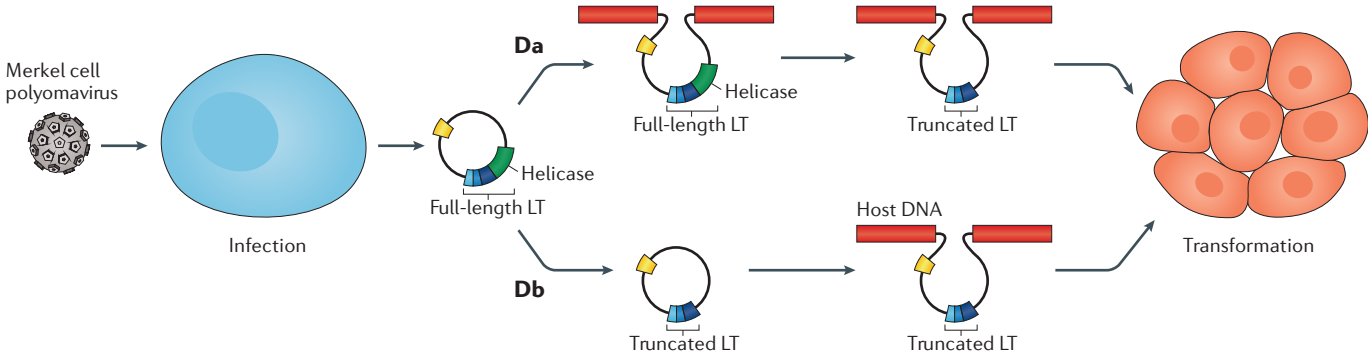 Merkel cell
polyomavirus
Infection
Helicase
Full-length LT
Da
Helicase
Full-length LT
Truncated LT
Db
Truncated LT
Host DNA
Truncated LT
Transformation